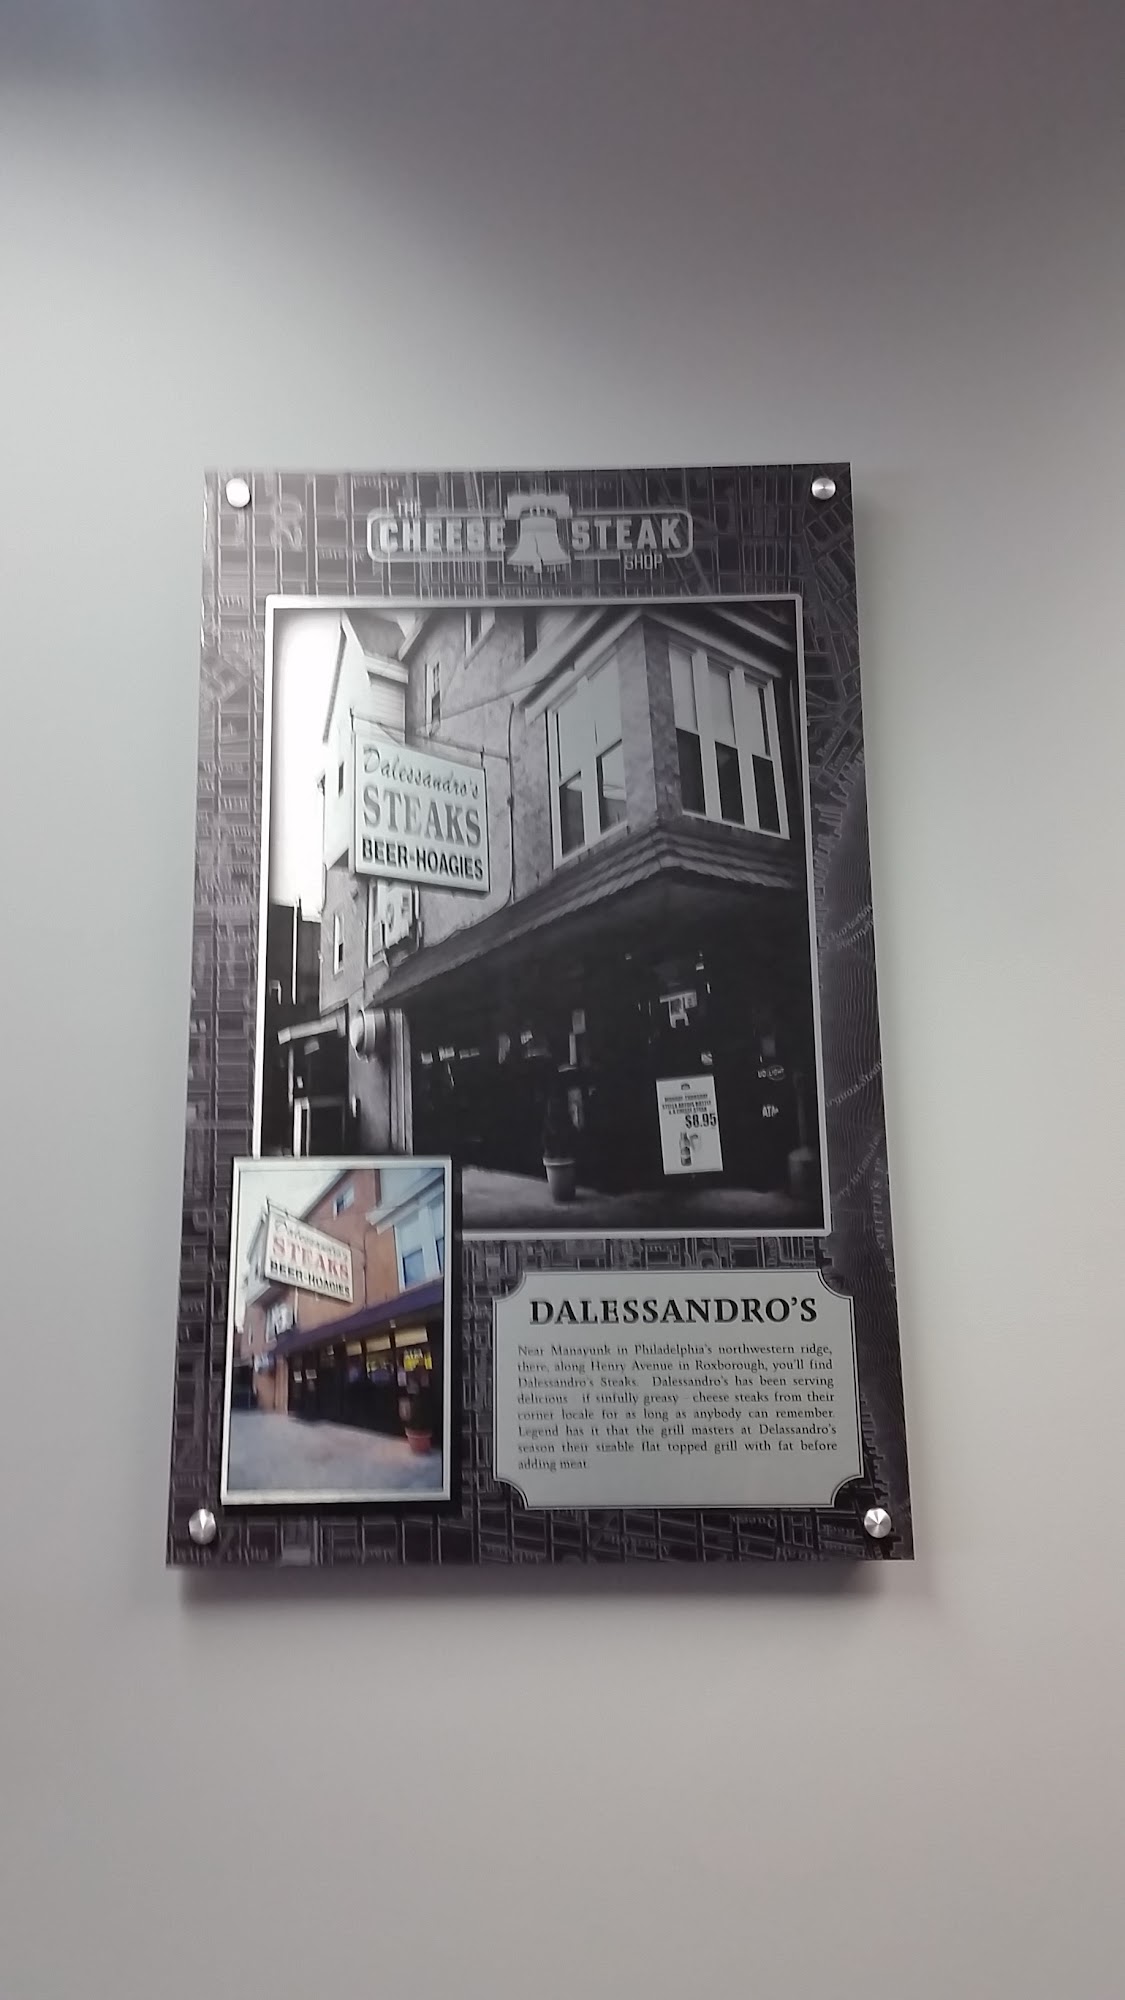 THE
CHEESE STEAK
SHOP
Dalessandro's
STEAKS
BEER-HOAGIES
$8.95
ATM
Dalessandro's
STEAKS
BEER-HOAGIES
DALESSANDRO'S
Near Manayunk in Philadelphia's northwestern ridge,
there, along Henry Avenue in Roxborough, you'll find
Dalessandro's Steaks. Dalessandro's has been serving
delicious - if sinfully greasy - cheese steaks from their
corner locale for as long as anybody can remember.
Legend has it that the grill masters at Delassandro's
season their sizable flat topped grill with fat before
adding meat.